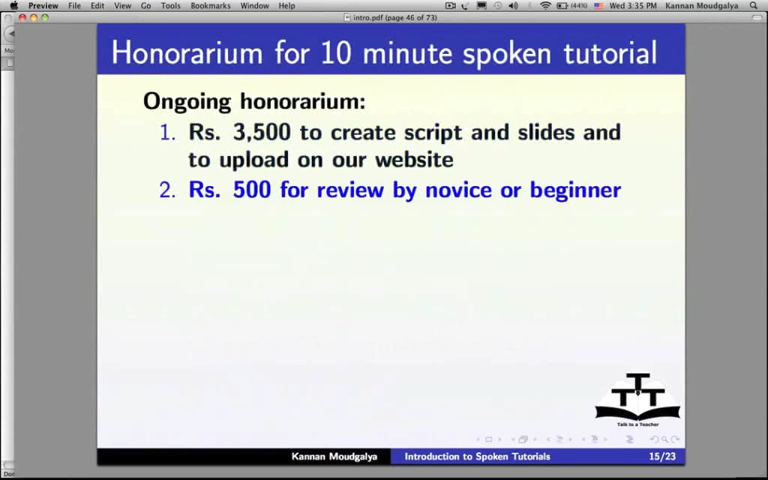 Preview File Edit View Go Tools Bookmarks Window Help (44%) Wed 3:35 PM Kannan Moudgalya
intro.pdf (page 46 of 73)
Honorarium for 10 minute spoken tutorial
Ongoing honorarium:
1. Rs. 3,500 to create script and slides and
to upload on our website
2. Rs. 500 for review by novice or beginner
TTT
Talk to a Teacher
Kannan Moudgalya Introduction to Spoken Tutorials 15/23